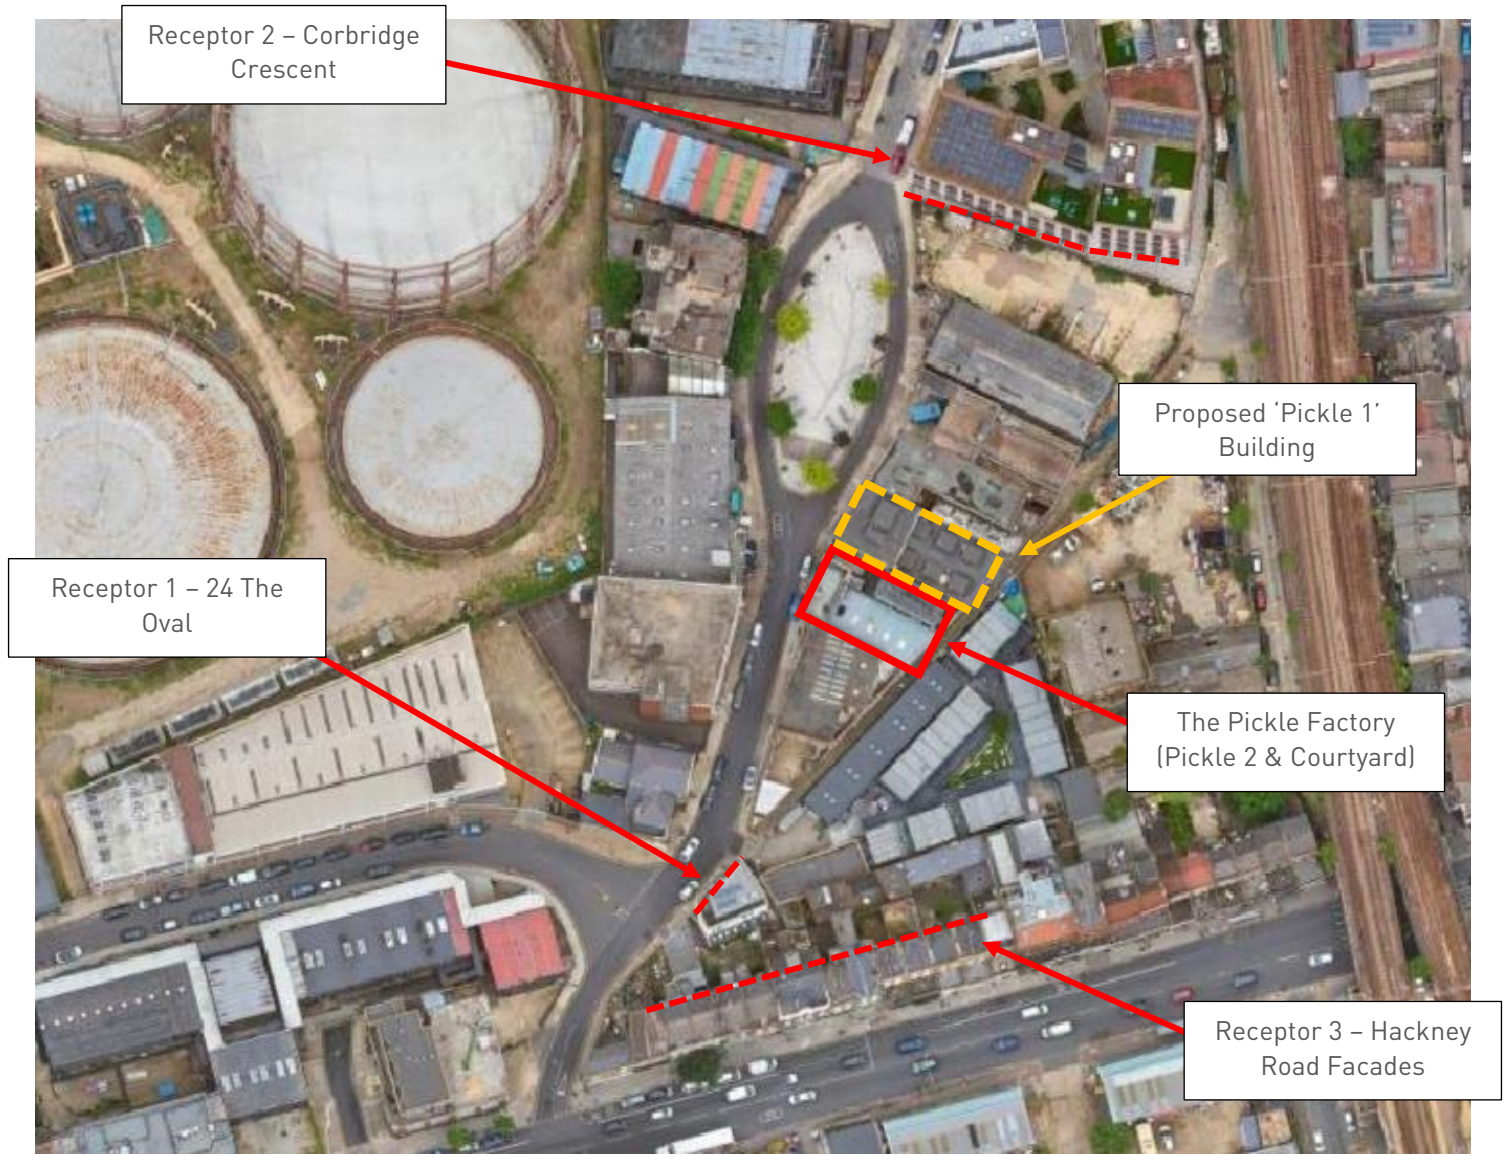 Receptor 2 – Corbridge
Crescent
Proposed ‘Pickle 1’
Building
Receptor 1 – 24 The
Oval
The Pickle Factory
(Pickle 2 & Courtyard)
Receptor 3 – Hackney
Road Facades